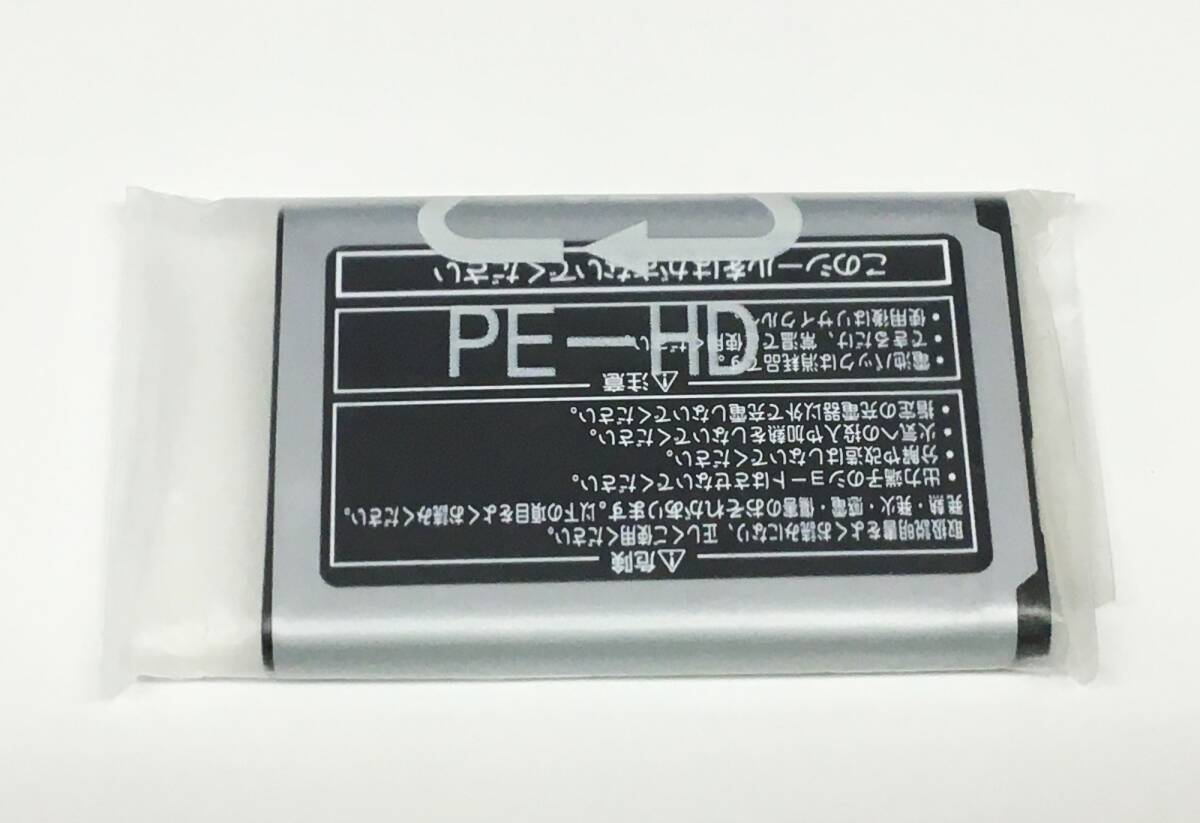 ⚠危険
取扱説明書をよくお読みになり、正しくご使用ください。
発熱・発火・感電・傷害のおそれがあります。以下の項目をよくお読みください。
・出力端子のショートはさせないでください。
・分解や改造はしないでください。
・火気への投入や加熱をしないでください。
・指定の充電器以外で充電しないでください。
⚠注意
・電池パックは消耗品です。
・できるだけ、常温で使用ください。
・使用後はリサイクルへ。
このシールをはがさないでください
PE-HD